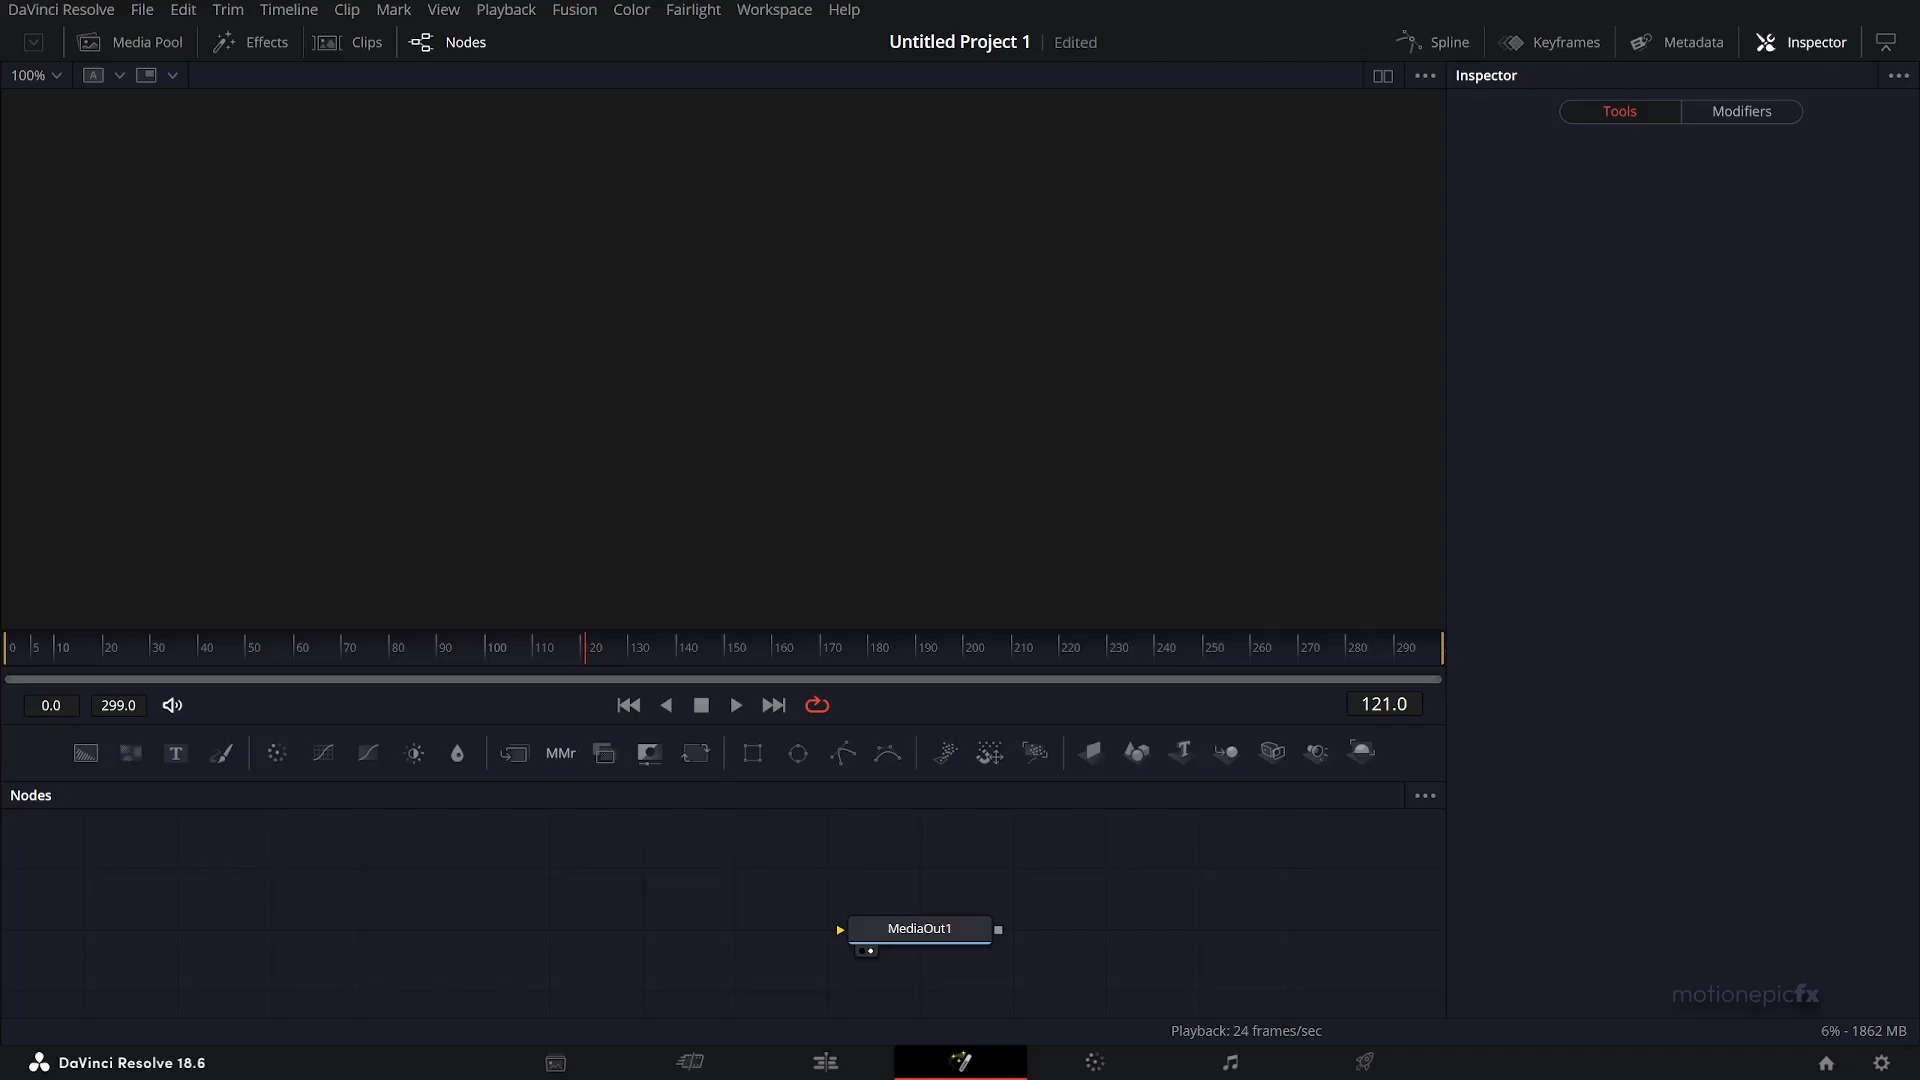 DaVinci Resolve File Edit Trim Timeline Clip Mark View Playback Fusion Color Fairlight Workspace Help
Media Pool Effects Clips Nodes Untitled Project 1 Edited Spline Keyframes Metadata Inspector
100% A Inspector
Tools Modifiers
0 5 10 20 30 40 50 60 70 80 90 100 110 20 130 140 150 160 170 180 190 200 210 220 230 240 250 260 270 280 290
0.0 299.0 121.0
T MMr T
Nodes
MediaOut1
motionepicfx
Playback: 24 frames/sec 6% - 1862 MB
DaVinci Resolve 18.6